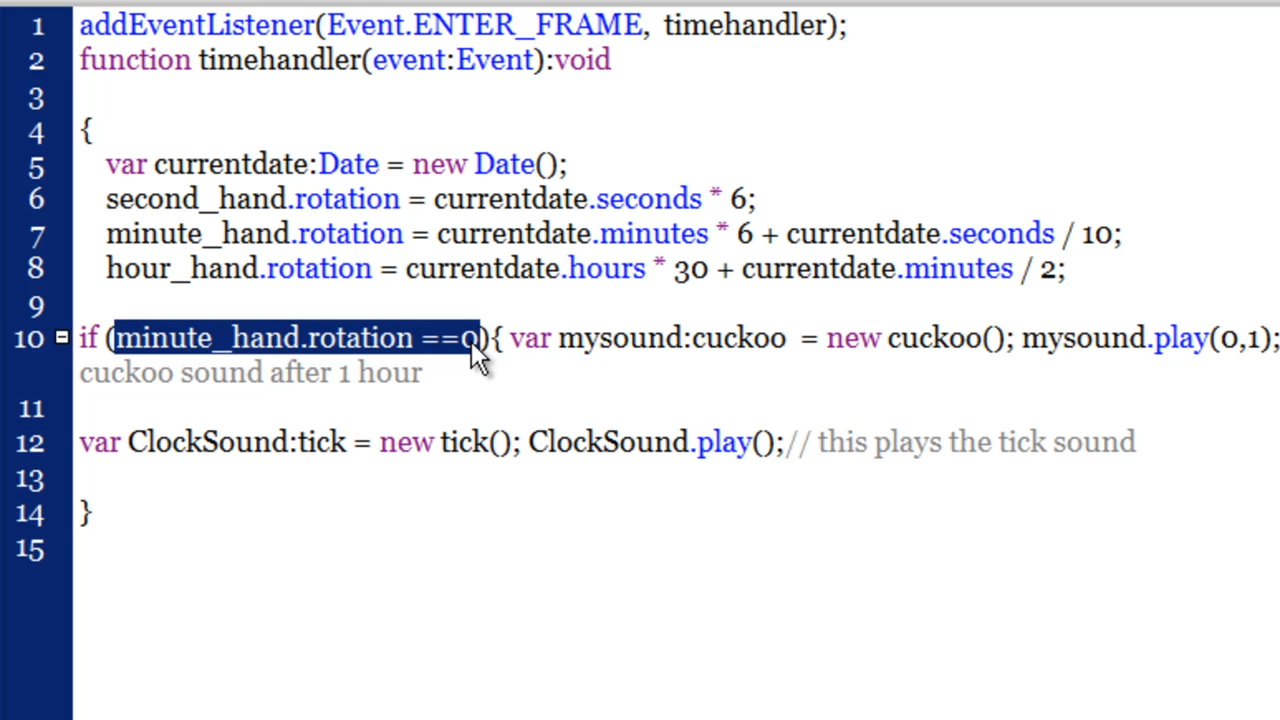 1 addEventListener(Event.ENTER_FRAME, timehandler);
2 function timehandler(event:Event):void
3
4 {
5 var currentdate:Date = new Date();
6 second_hand.rotation = currentdate.seconds * 6;
7 minute_hand.rotation = currentdate.minutes * 6 + currentdate.seconds / 10;
8 hour_hand.rotation = currentdate.hours * 30 + currentdate.minutes / 2;
9
10 if (minute_hand.rotation ==0){ var mysound:cuckoo = new cuckoo(); mysound.play(0,1);
cuckoo sound after 1 hour
11
12 var ClockSound:tick = new tick(); ClockSound.play();// this plays the tick sound
13
14 }
15